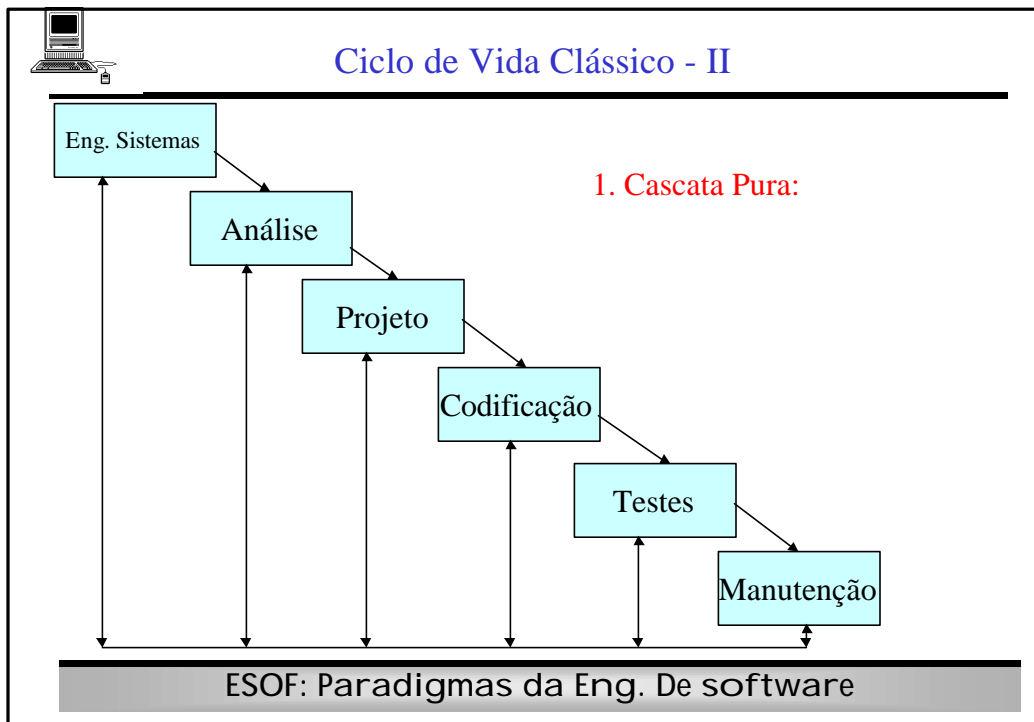 Ciclo de Vida Clássico - II
Eng. Sistemas
1. Cascata Pura:
Análise
Projeto
Codificação
Testes
Manutenção
ESOF: Paradigmas da Eng. De software